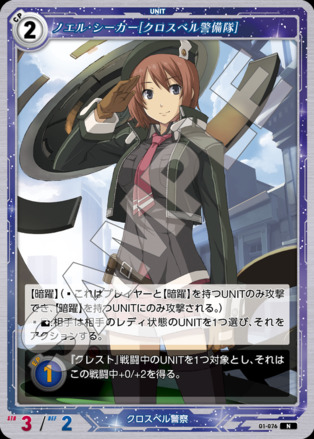 UNIT
CP
2
ノエル・シーカー[クロスベル警備隊]
【暗躍】(▪これはプレイヤーと【暗躍】を持つUNITのみ攻撃
でき、【暗躍】を持つUNITにのみ攻撃される。)
相手は相手のレディ状態のUNITを1つ選び、それを
アクションする。
1
『クレスト』戦闘中のUNITを1つ対象とし、それは
この戦闘中+0/+2を得る。
ATK 3 / DEF 2
クロスベル警察
01-076 N